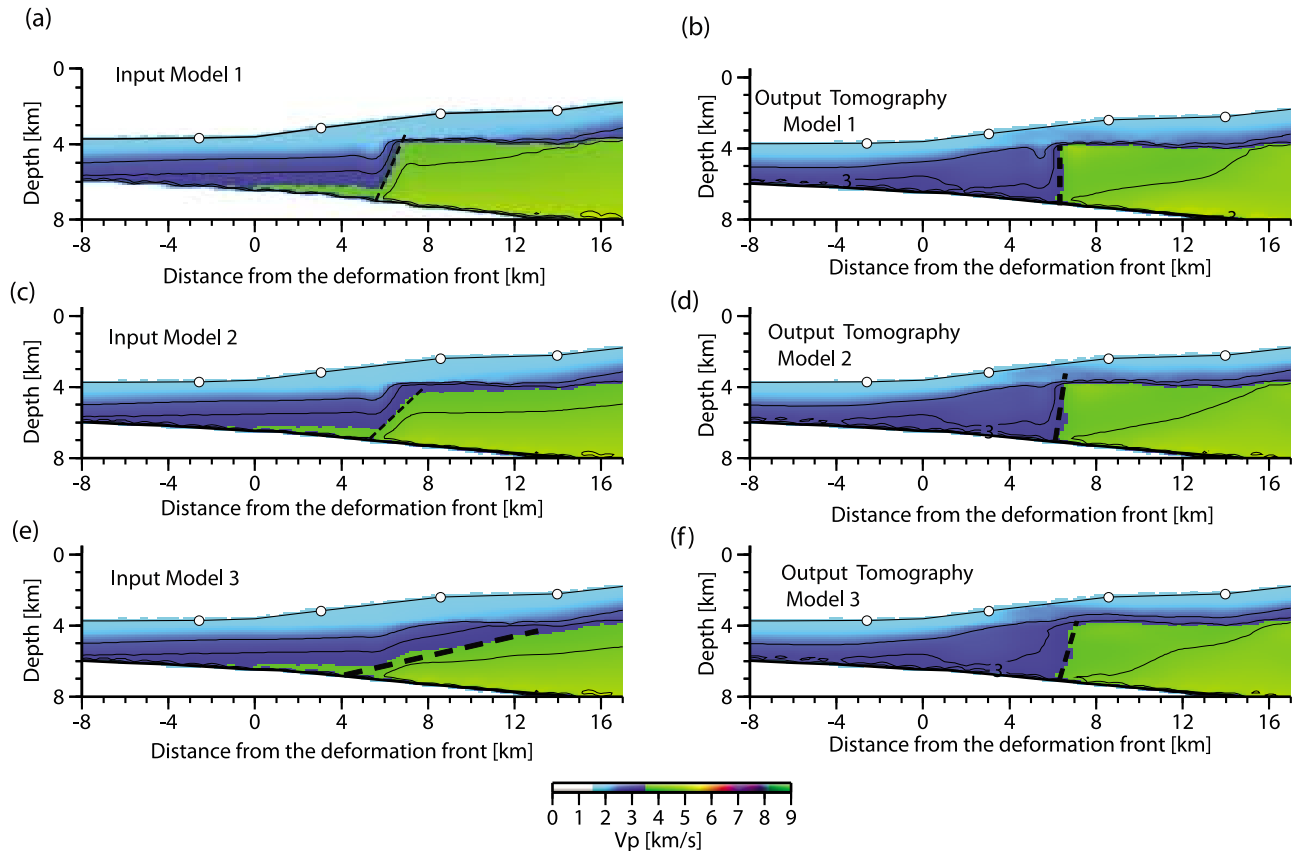 (a)
Input Model 1
0
4
8
Depth [km]
-8 -4 0 4 8 12 16
Distance from the deformation front [km]
(b)
Output Tomography
Model 1
0
4
8
Depth [km]
3
-8 -4 0 4 8 12 16
Distance from the deformation front [km]
(c)
Input Model 2
0
4
8
Depth [km]
-8 -4 0 4 8 12 16
Distance from the deformation front [km]
(d)
Output Tomography
Model 2
0
4
8
Depth [km]
3
-8 -4 0 4 8 12 16
Distance from the deformation front [km]
(e)
Input Model 3
0
4
8
Depth [km]
-8 -4 0 4 8 12 16
Distance from the deformation front [km]
(f)
Output Tomography
Model 3
0
4
8
Depth [km]
3
-8 -4 0 4 8 12 16
Distance from the deformation front [km]
0 1 2 3 4 5 6 7 8 9
Vp [km/s]